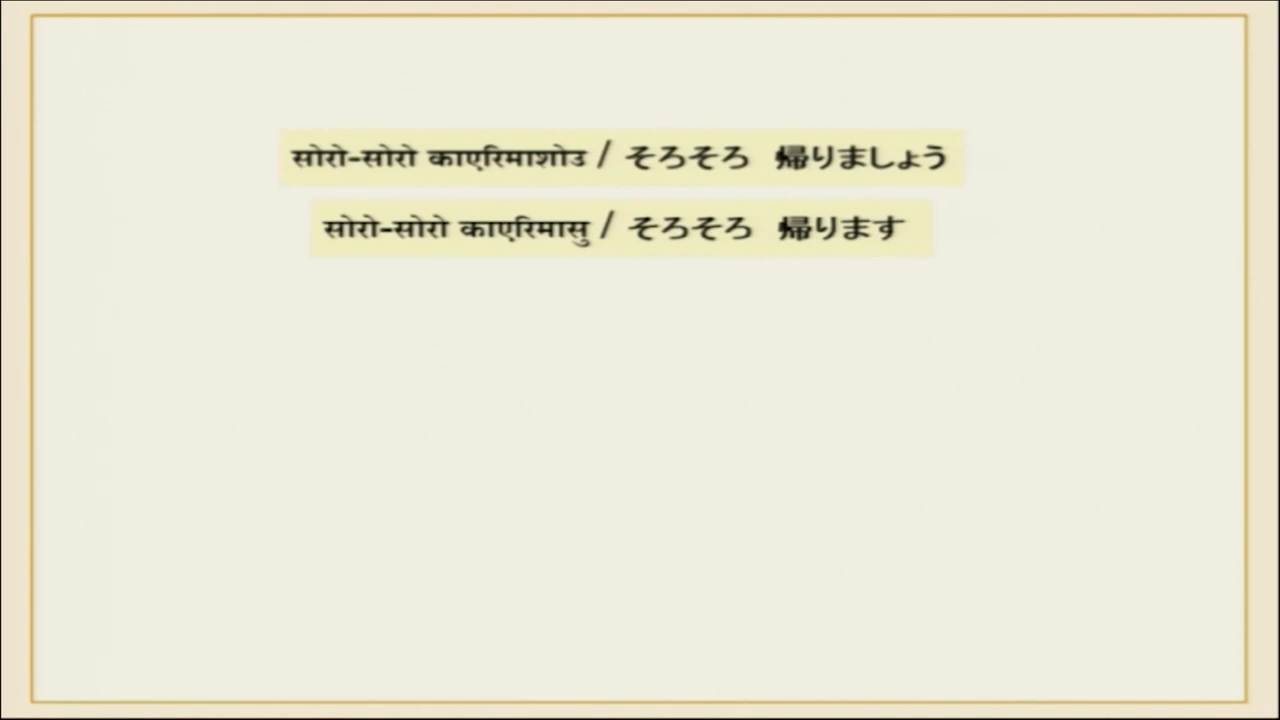 सोरो-सोरो काएरिमाशोउ / そろそろ 帰りましょう
सोरो-सोरो काएरिमासु / そろそろ 帰ります